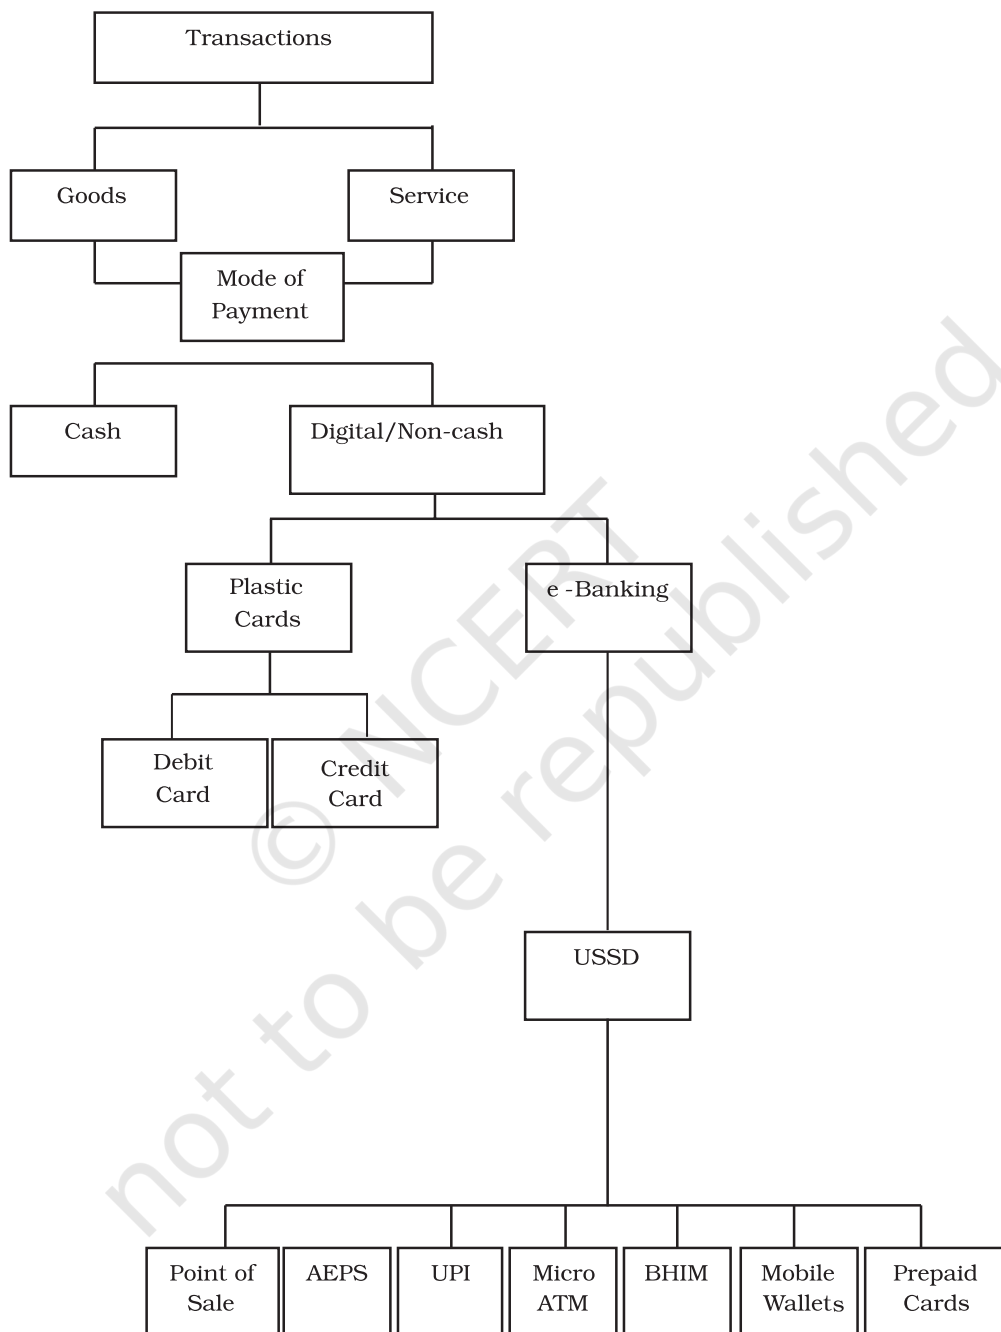 Transactions
Goods
Service
Mode of
Payment
Cash
Digital/Non-cash
Plastic
Cards
e -Banking
Debit
Card
Credit
Card
USSD
Point of
Sale
AEPS
UPI
Micro
ATM
BHIM
Mobile
Wallets
Prepaid
Cards
© NCERT
not to be republished